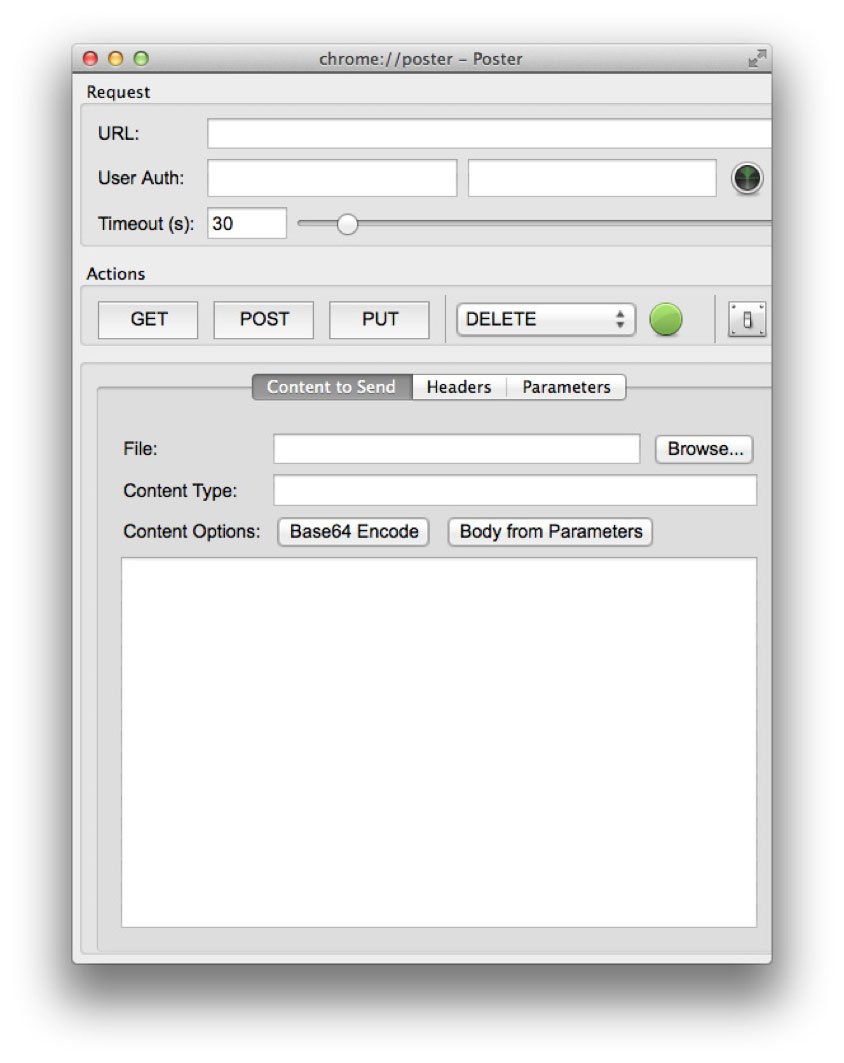 chrome://poster – Poster
Request
URL:
User Auth:
Timeout (s): 30
Actions
GET POST PUT DELETE
Content to Send Headers Parameters
File: Browse...
Content Type:
Content Options: Base64 Encode Body from Parameters